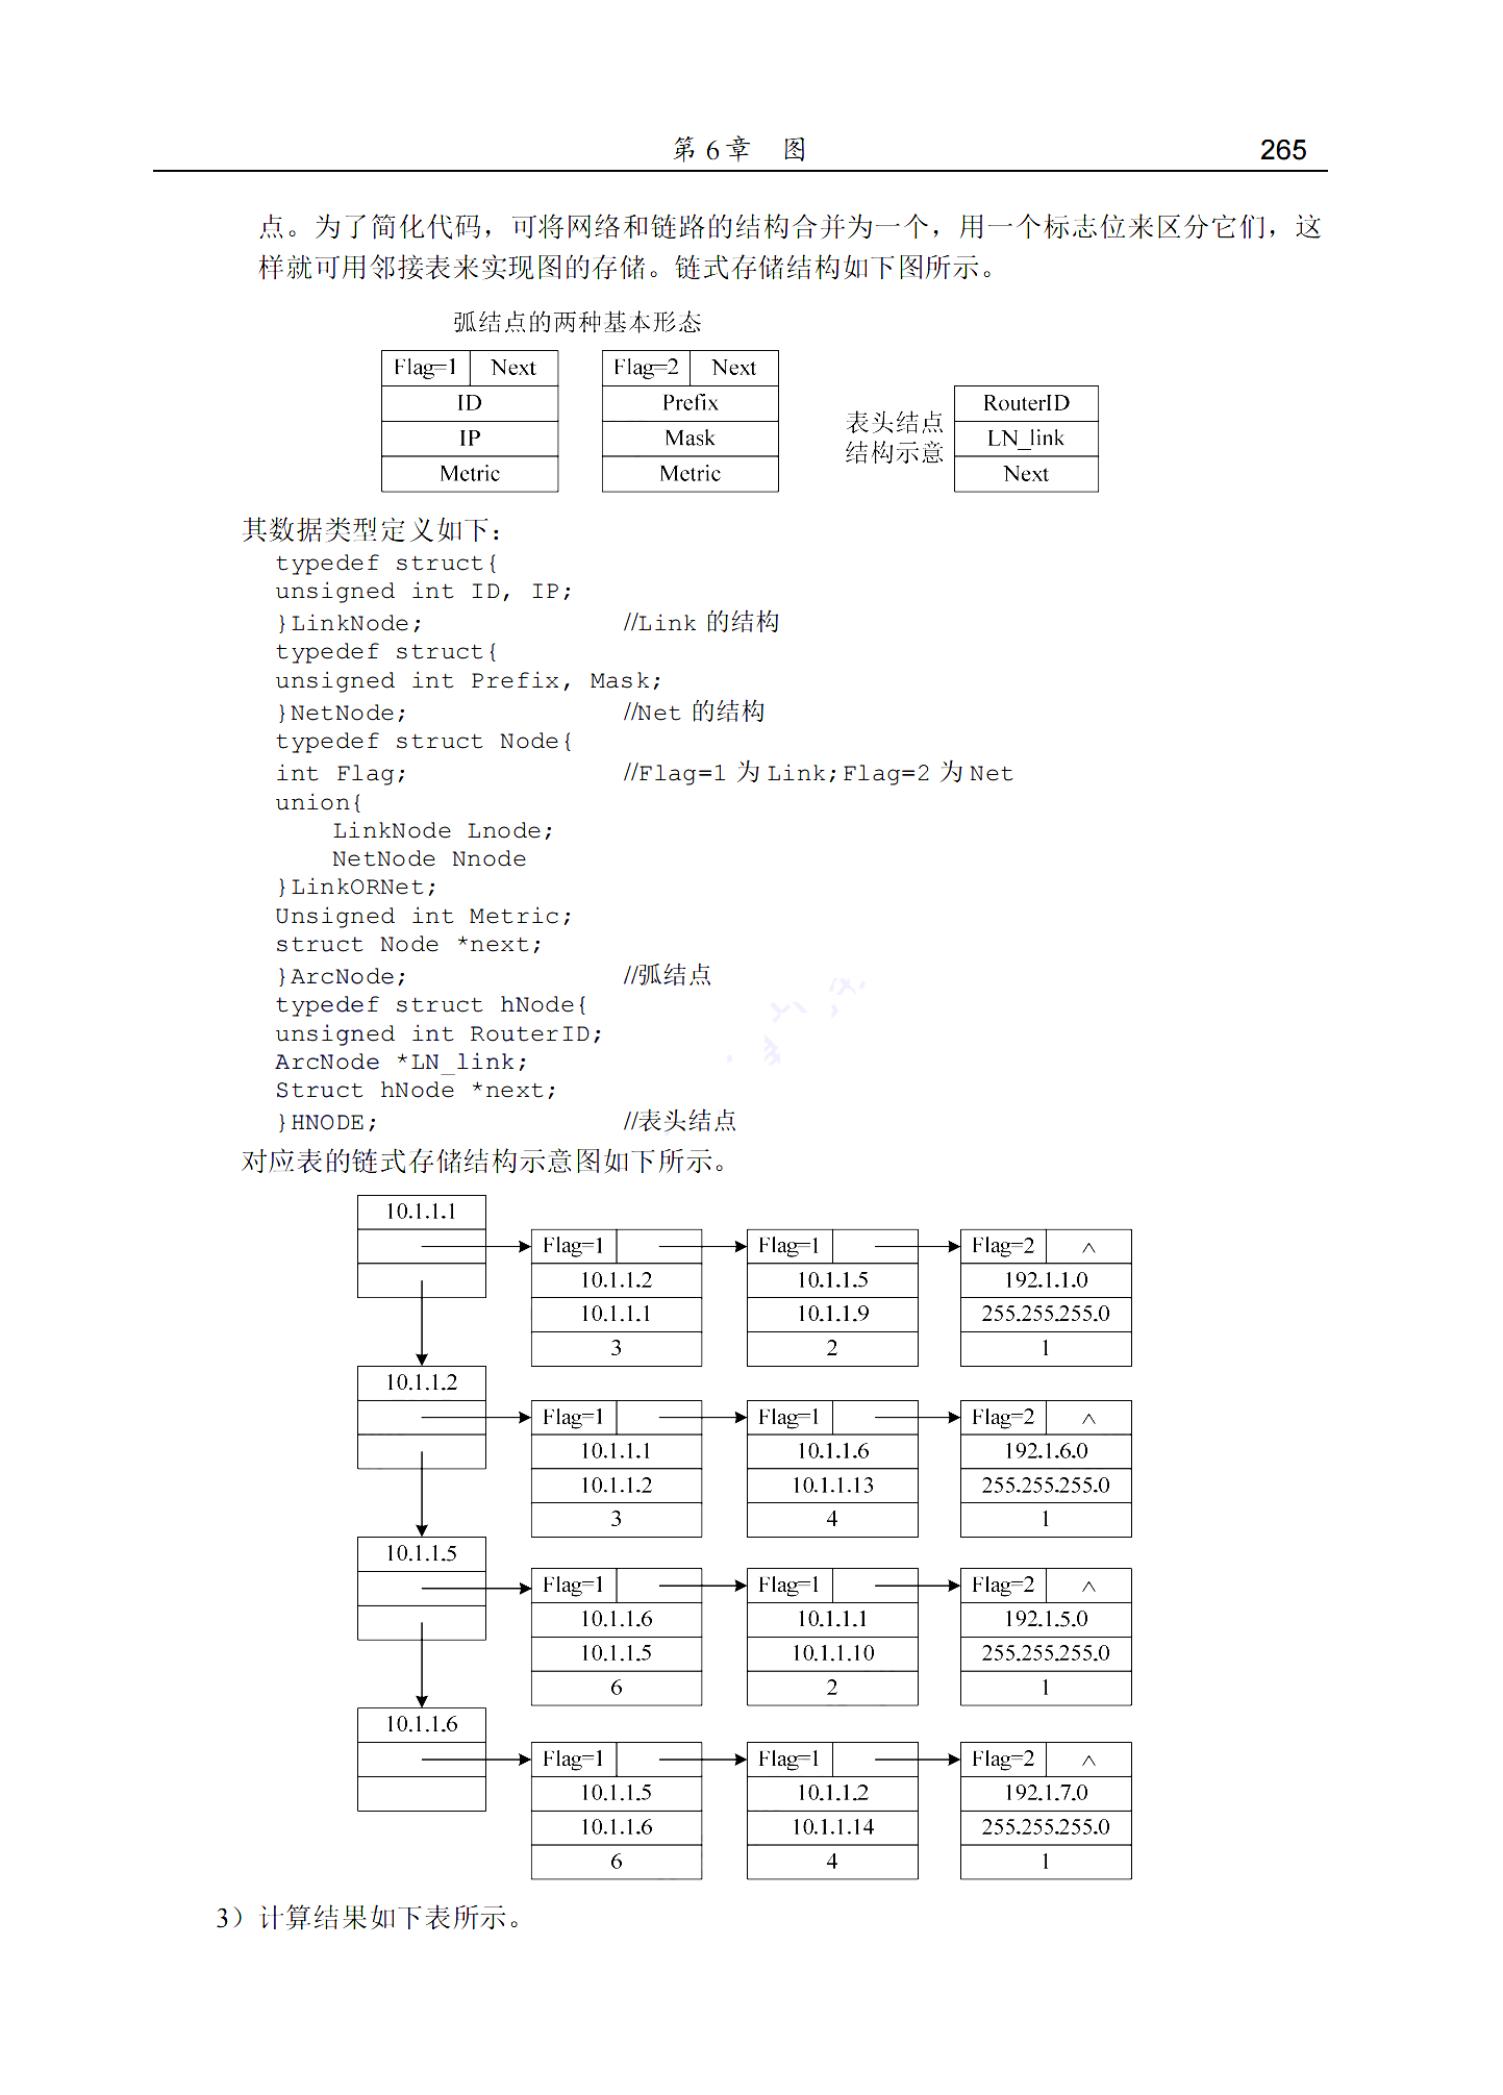 第6章 图 265
点。为了简化代码，可将网络和链路的结构合并为一个，用一个标志位来区分它们，这
样就可用邻接表来实现图的存储。链式存储结构如下图所示。
弧结点的两种基本形态
Flag=1 Next Flag=2 Next
ID Prefix RouterID
IP Mask 表头结点 LN_link
Metric Metric 结构示意 Next
其数据类型定义如下：
typedef struct{
unsigned int ID, IP;
}LinkNode; //Link 的结构
typedef struct{
unsigned int Prefix, Mask;
}NetNode; //Net 的结构
typedef struct Node{
int Flag; //Flag=1 为 Link;Flag=2 为 Net
union{
LinkNode Lnode;
NetNode Nnode
}LinkORNet;
Unsigned int Metric;
struct Node *next;
}ArcNode; //弧结点
typedef struct hNode{
unsigned int RouterID;
ArcNode *LN_link;
Struct hNode *next;
}HNODE; //表头结点
对应表的链式存储结构示意图如下所示。
10.1.1.1
Flag=1 Flag=1 Flag=2 ∧
10.1.1.2 10.1.1.5 192.1.1.0
10.1.1.1 10.1.1.9 255.255.255.0
3 2 1
10.1.1.2
Flag=1 Flag=1 Flag=2 ∧
10.1.1.1 10.1.1.6 192.1.6.0
10.1.1.2 10.1.1.13 255.255.255.0
3 4 1
10.1.1.5
Flag=1 Flag=1 Flag=2 ∧
10.1.1.6 10.1.1.1 192.1.5.0
10.1.1.5 10.1.1.10 255.255.255.0
6 2 1
10.1.1.6
Flag=1 Flag=1 Flag=2 ∧
10.1.1.5 10.1.1.2 192.1.7.0
10.1.1.6 10.1.1.14 255.255.255.0
6 4 1
3）计算结果如下表所示。